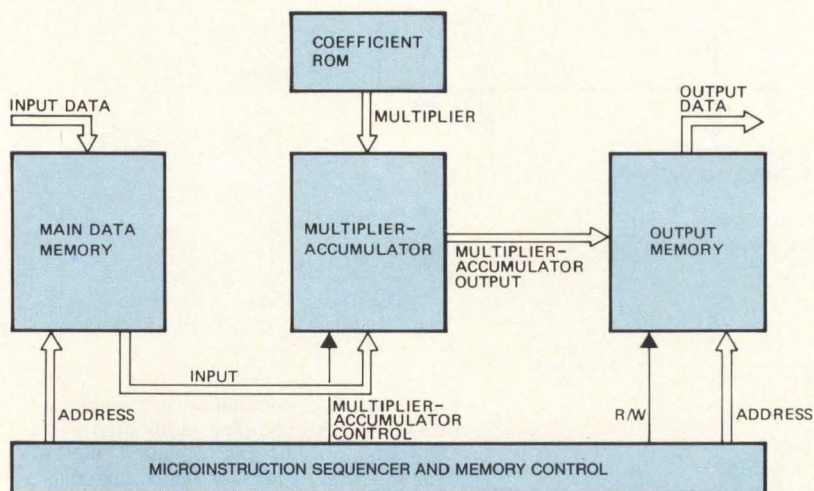 COEFFICIENT
ROM
INPUT DATA
OUTPUT
DATA
MULTIPLIER
MAIN DATA
MEMORY
MULTIPLIER-
ACCUMULATOR
MULTIPLIER-
ACCUMULATOR
OUTPUT
OUTPUT
MEMORY
INPUT
ADDRESS
MULTIPLIER-
ACCUMULATOR
CONTROL
R/W
ADDRESS
MICROINSTRUCTION SEQUENCER AND MEMORY CONTROL